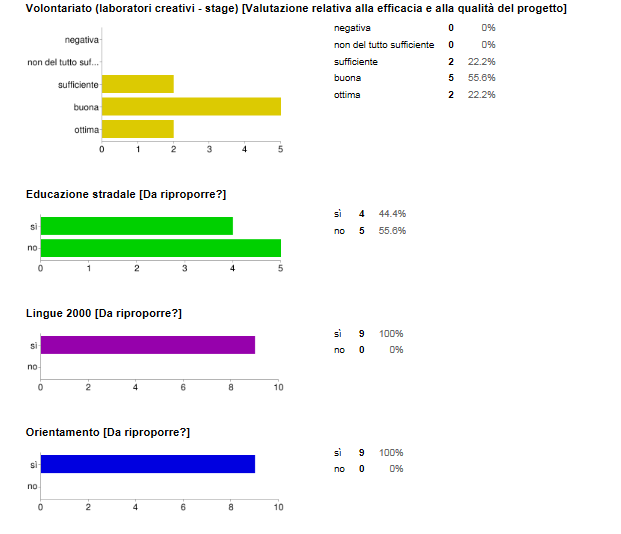 Volontariato (laboratori creativi - stage) [Valutazione relativa alla efficacia e alla qualità del progetto]
negativa
non del tutto suf...
sufficiente
buona
ottima
0 1 2 3 4 5
negativa 0 0%
non del tutto sufficiente 0 0%
sufficiente 2 22.2%
buona 5 55.6%
ottima 2 22.2%
Educazione stradale [Da riproporre?]
sì
no
0 1 2 3 4 5
sì 4 44.4%
no 5 55.6%
Lingue 2000 [Da riproporre?]
sì
no
0 2 4 6 8 10
sì 9 100%
no 0 0%
Orientamento [Da riproporre?]
sì
no
0 2 4 6 8 10
sì 9 100%
no 0 0%